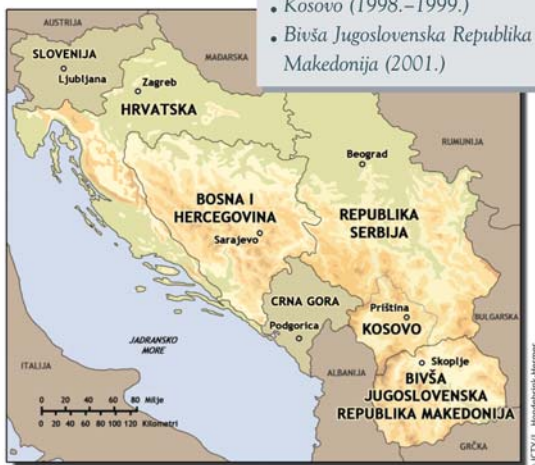 • Kosovo (1998.–1999.)
• Bivša Jugoslovenska Republika
Makedonija (2001.)
AUSTRIJA
MAĐARSKA
SLOVENIJA
Ljubljana
Zagreb
HRVATSKA
RUMUNIJA
Beograd
BOSNA I
HERCEGOVINA
Sarajevo
REPUBLIKA
SERBIJA
CRNA GORA
Podgorica
Priština
KOSOVO
BUGARSKA
JADRANSKO
MORE
ITALIJA
ALBANIJA
Skoplje
BIVŠA
JUGOSLOVENSKA
REPUBLIKA MAKEDONIJA
GRČKA
0 20 40 60 80 Milje
0 20 40 60 80 100 120 Kilometri